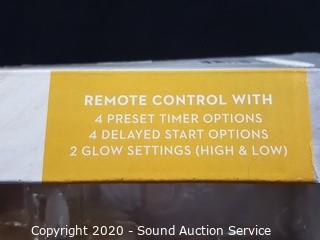 REMOTE CONTROL WITH
4 PRESET TIMER OPTIONS
4 DELAYED START OPTIONS
2 GLOW SETTINGS (HIGH & LOW)
Copyright 2020 - Sound Auction Service